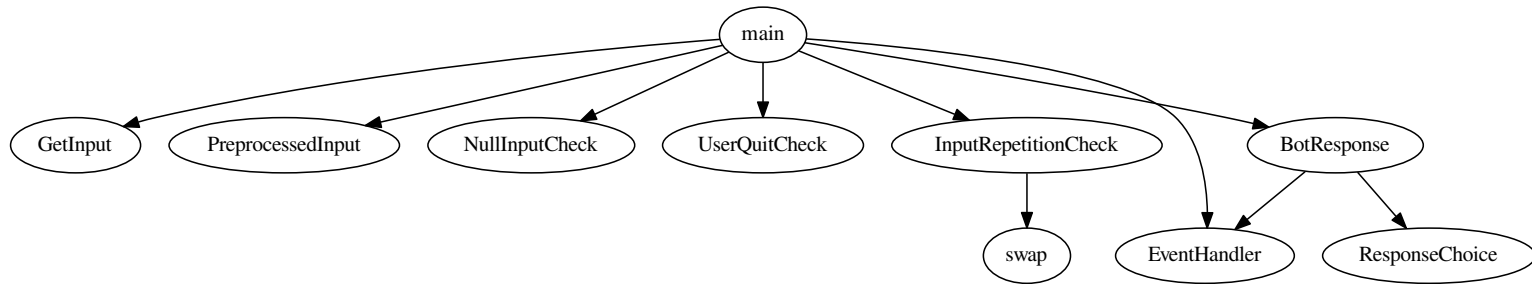 main
GetInput
PreprocessedInput
NullInputCheck
UserQuitCheck
InputRepetitionCheck
BotResponse
swap
EventHandler
ResponseChoice